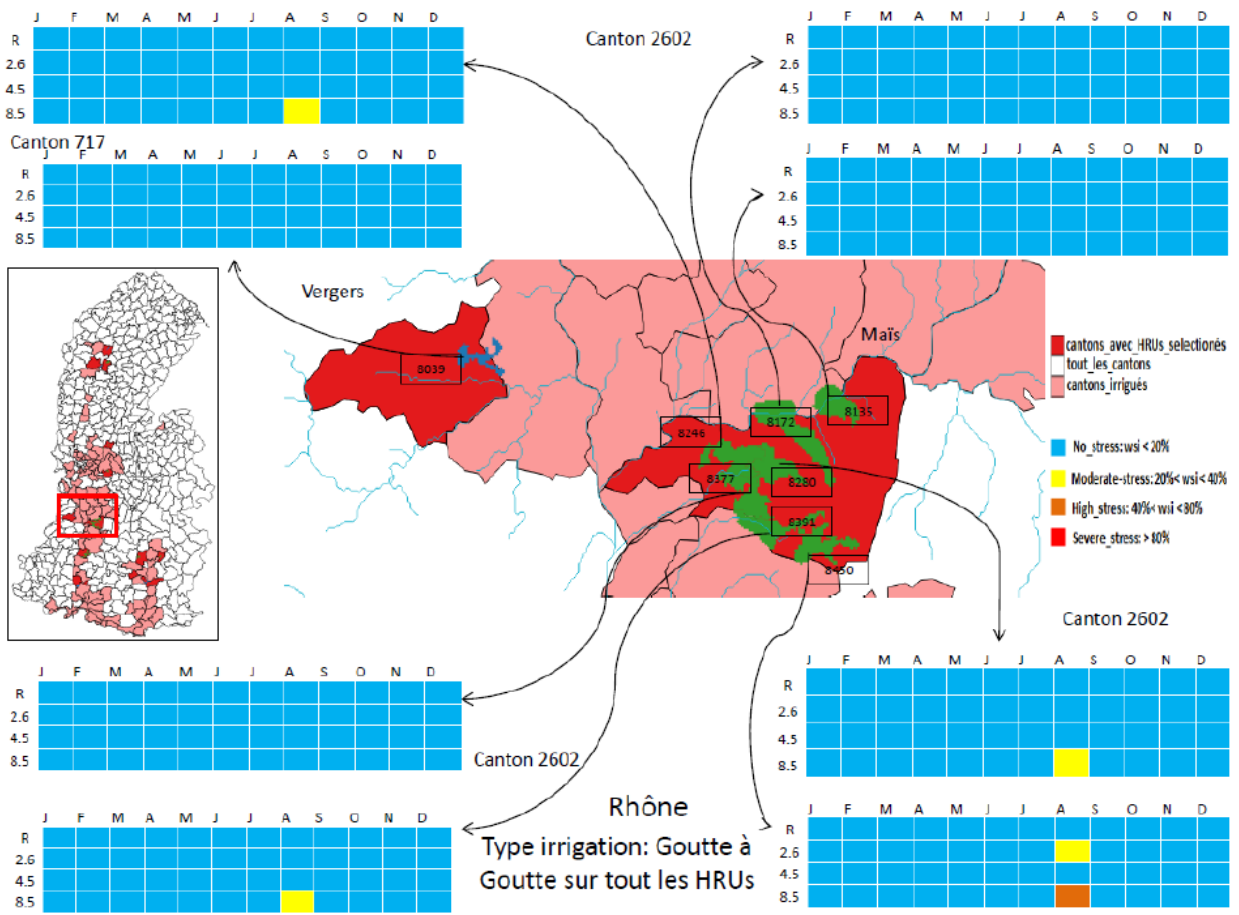 J F M A M J J A S O N D
R
2.6
4.5
8.5
Canton 2602
J F M A M J J A S O N D
R
2.6
4.5
8.5
Canton 717
J F M A M J J A S O N D
R
2.6
4.5
8.5
J F M A M J J A S O N D
R
2.6
4.5
8.5
Vergers
Maïs
8039
8246
8172
8135
8377
8280
8391
8450
cantons_avec_HRUs_selectionés
tout_les_cantons
cantons_irrigués
No_stress: wsi < 20%
Moderate-stress: 20%< wsi < 40%
High_stress: 40%< wsi < 80%
Severe_stress: > 80%
Canton 2602
J F M A M J J A S O N D
R
2.6
4.5
8.5
Canton 2602
J F M A M J J A S O N D
R
2.6
4.5
8.5
J F M A M J J A S O N D
R
2.6
4.5
8.5
Rhône
Type irrigation: Goutte à
Goutte sur tout les HRUs
J F M A M J J A S O N D
R
2.6
4.5
8.5